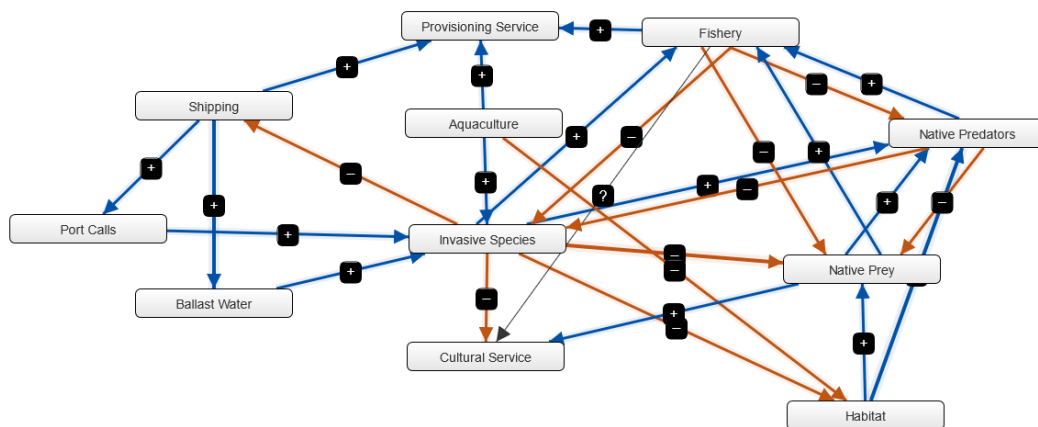 Provisioning Service
Fishery
+
+
+
–
Shipping
+
Aquaculture
Native Predators
+
–
+
–
–
+
+
+
?
+
–
+
–
Port Calls
+
Invasive Species
–
–
Native Prey
+
Ballast Water
–
+
–
+
Cultural Service
Habitat